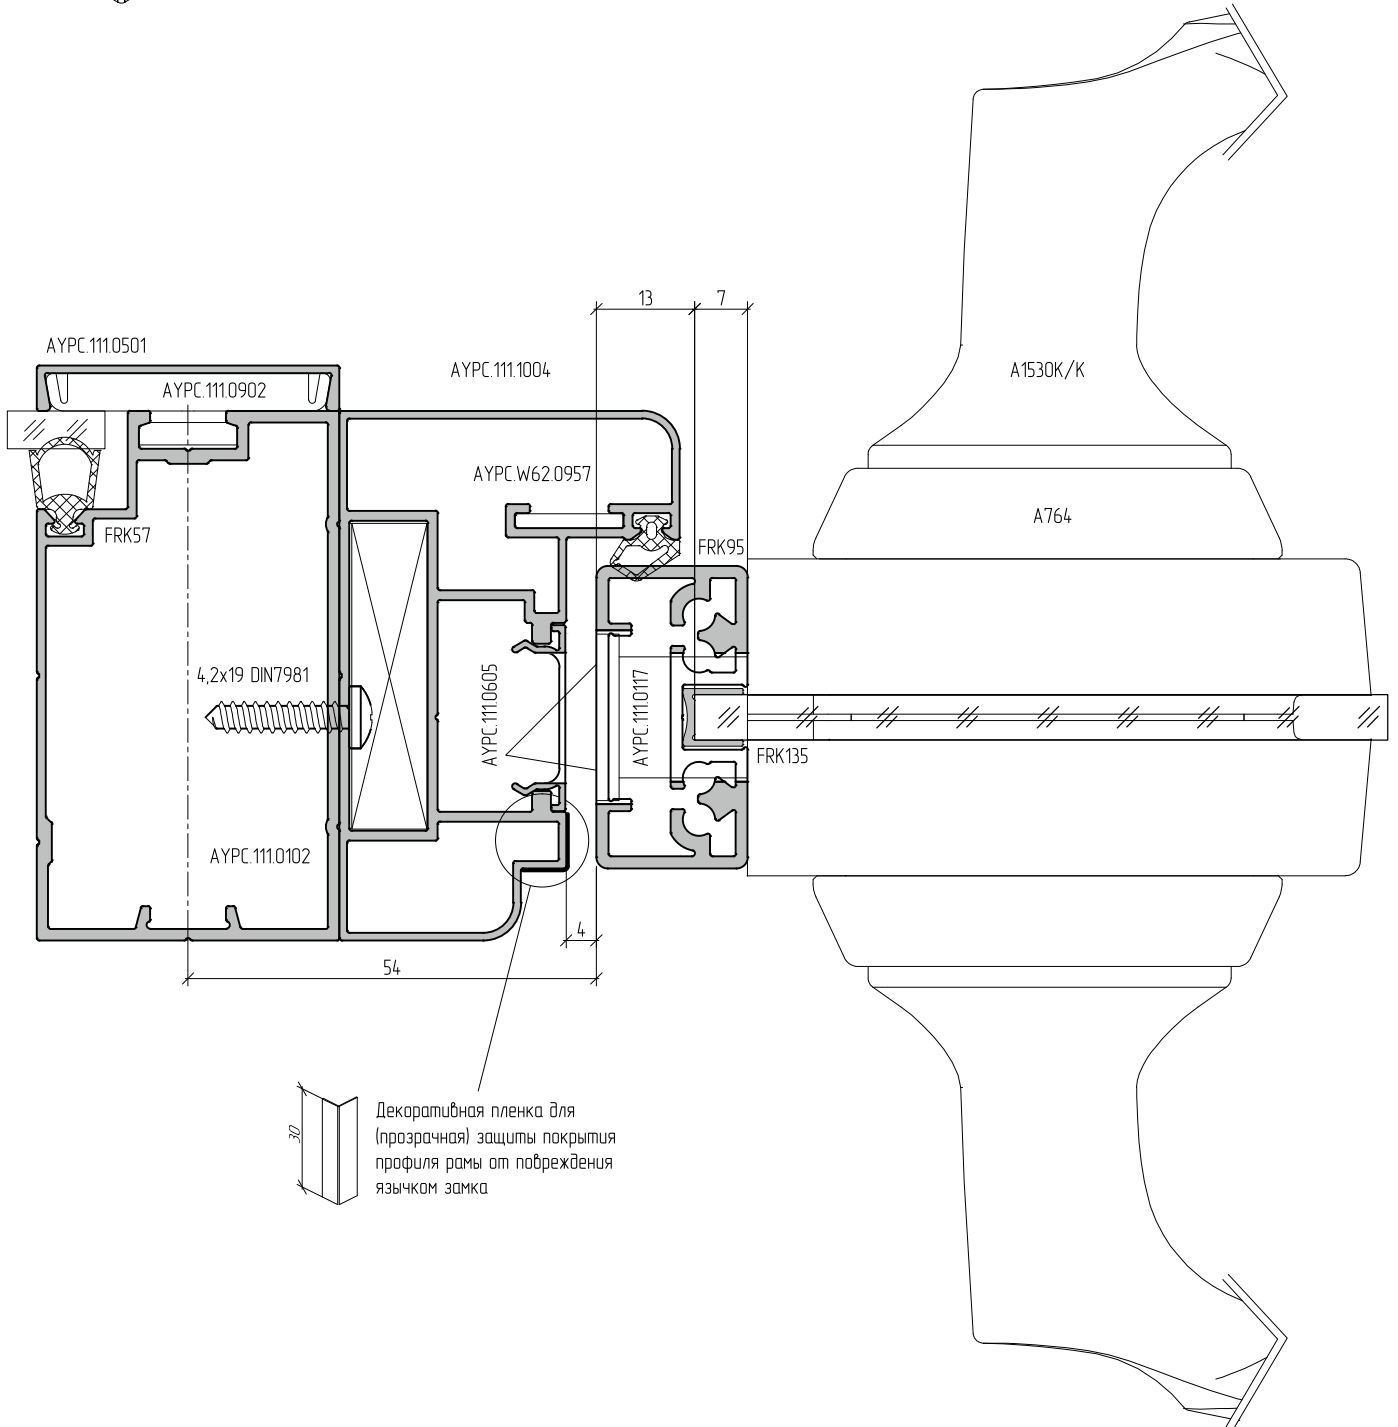 13
7
AYPC.111.0501
AYPC.111.1004
A1530K/K
AYPC.111.0902
AYPC.W62.0957
A764
FRK57
FRK95
4,2x19 DIN7981
AYPC.111.0605
AYPC.111.0117
FRK135
AYPC.111.0102
4
54
30
Декоративная пленка для
(прозрачная) защиты покрытия
профиля рамы от повреждения
язычком замка